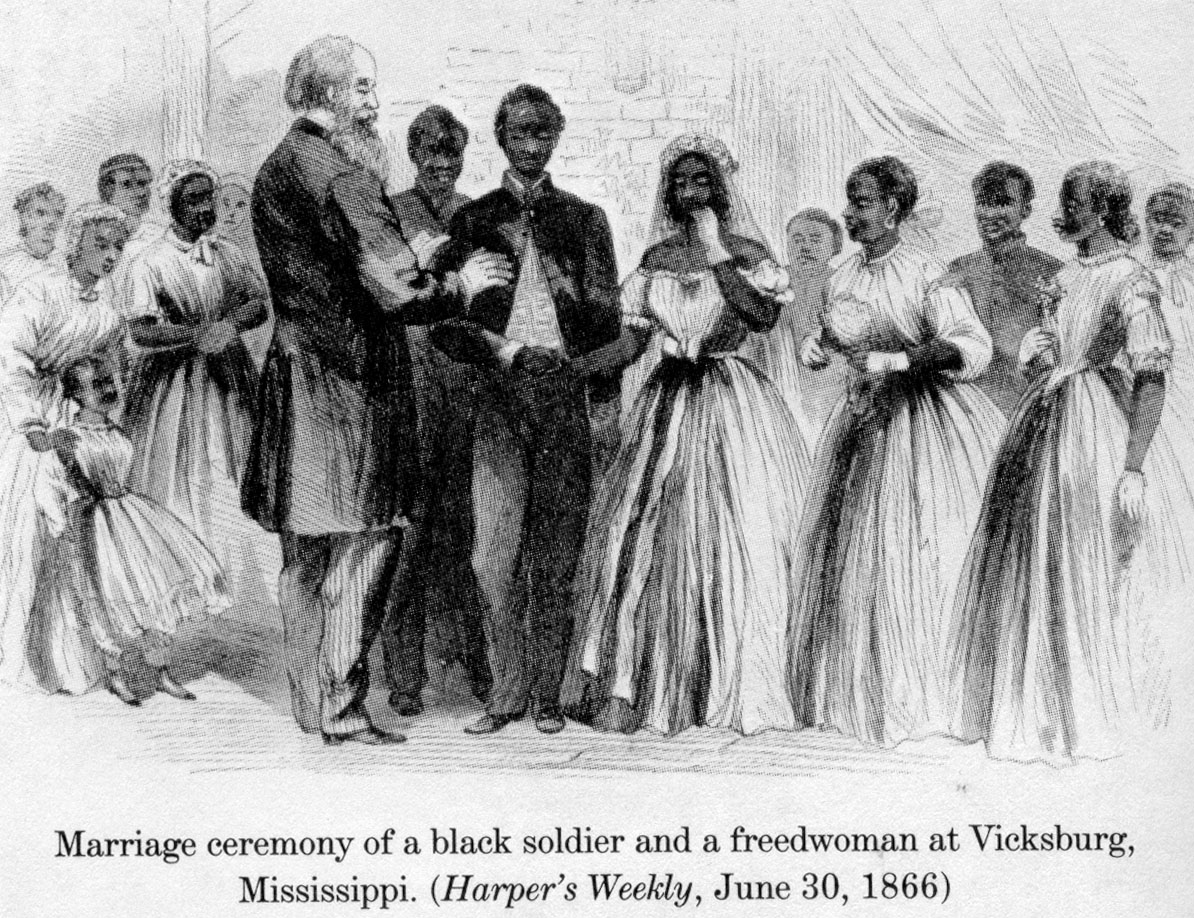 Marriage ceremony of a black soldier and a freedwoman at Vicksburg,
Mississippi. (Harper's Weekly, June 30, 1866)